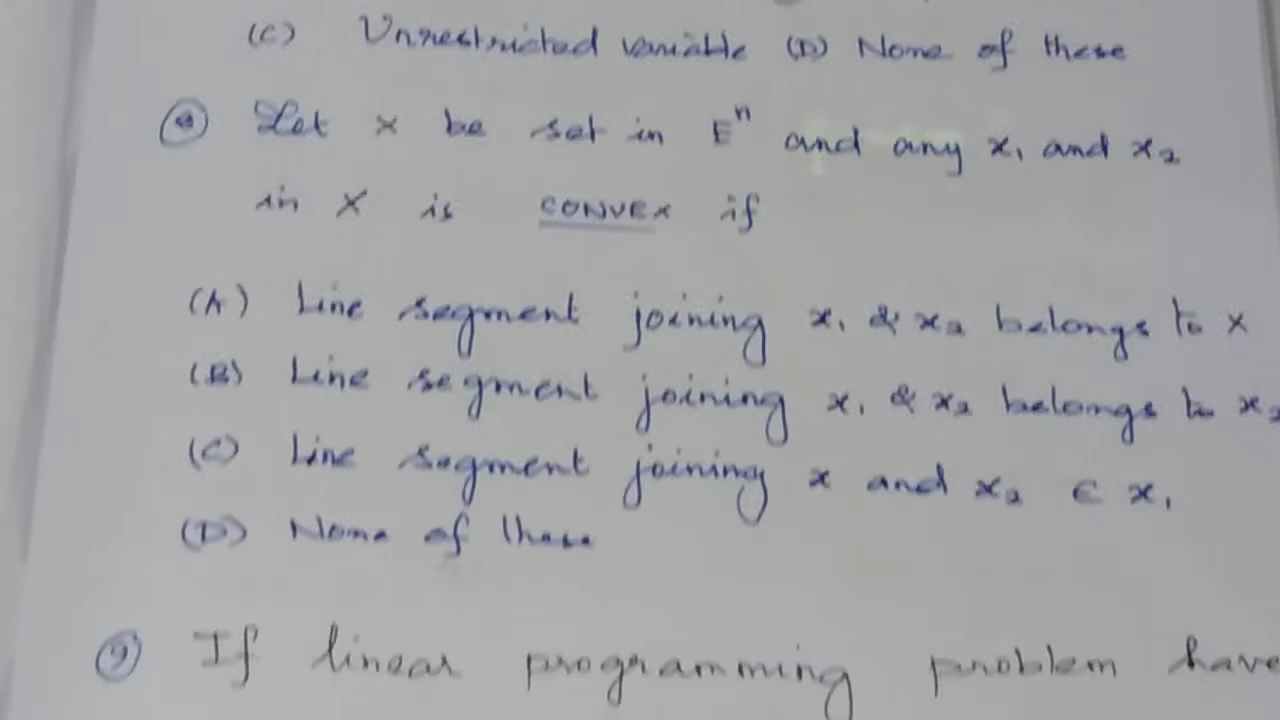 (C) Unrestricted variable (D) None of these
(8) Let X be set in Eⁿ and any x₁ and x₂
in X is CONVEX if
(A) Line segment joining x₁ & x₂ belongs to X
(B) Line segment joining x₁ & x₂ belongs to x₂
(C) Line segment joining x and x₂ ∈ x₁
(D) None of these
(9) If linear programming problem have